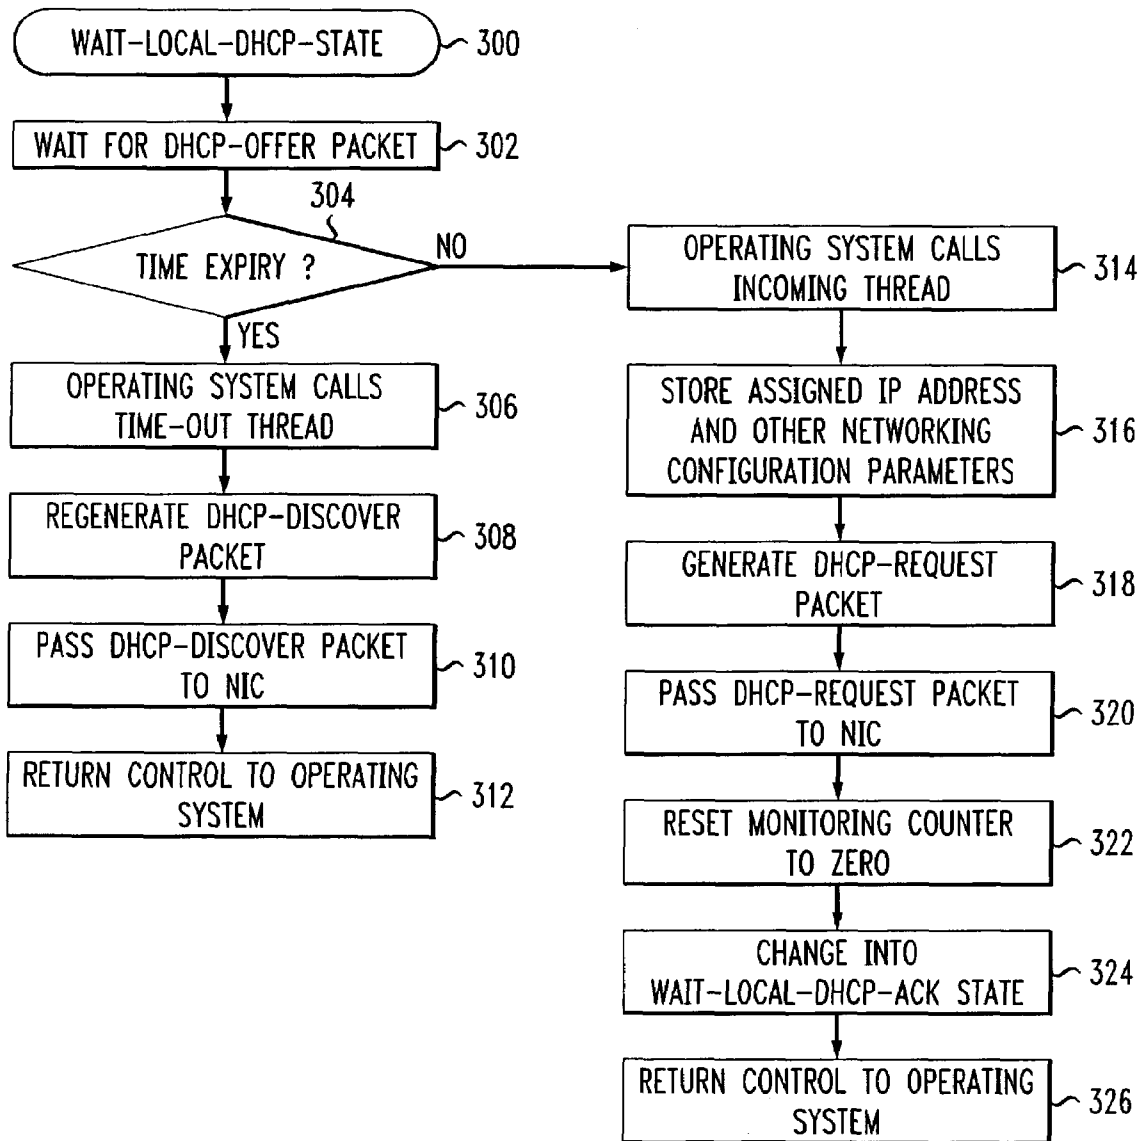 WAIT-LOCAL-DHCP-STATE
300
WAIT FOR DHCP-OFFER PACKET
302
304
TIME EXPIRY ?
NO
YES
OPERATING SYSTEM CALLS
TIME-OUT THREAD
306
REGENERATE DHCP-DISCOVER
PACKET
308
PASS DHCP-DISCOVER PACKET
TO NIC
310
RETURN CONTROL TO OPERATING
SYSTEM
312
OPERATING SYSTEM CALLS
INCOMING THREAD
314
STORE ASSIGNED IP ADDRESS
AND OTHER NETWORKING
CONFIGURATION PARAMETERS
316
GENERATE DHCP-REQUEST
PACKET
318
PASS DHCP-REQUEST PACKET
TO NIC
320
RESET MONITORING COUNTER
TO ZERO
322
CHANGE INTO
WAIT-LOCAL-DHCP-ACK STATE
324
RETURN CONTROL TO OPERATING
SYSTEM
326